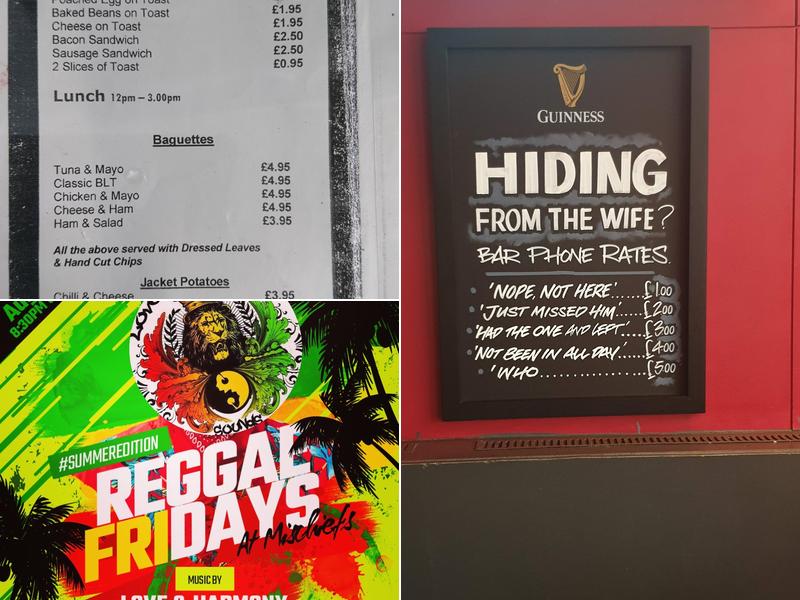 Poached Egg on Toast £1.95
Baked Beans on Toast £1.95
Cheese on Toast £2.50
Bacon Sandwich £2.50
Sausage Sandwich £0.95
2 Slices of Toast
Lunch 12pm – 3.00pm
Baguettes
Tuna & Mayo £4.95
Classic BLT £4.95
Chicken & Mayo £4.95
Cheese & Ham £4.95
Ham & Salad £3.95
All the above served with Dressed Leaves
& Hand Cut Chips
Jacket Potatoes
Chilli & Cheese £3.95
8:30PM
SOUNDS
#SUMMEREDITION
REGGAE
FRIDAYS
At Mischiefs
MUSIC BY
LOVE & HARMONY
GUINNESS
HIDING
FROM THE WIFE?
BAR PHONE RATES.
'NOPE, NOT HERE'......£1.00
'JUST MISSED HIM'.....£2.00
'HAD THE ONE AND LEFT'...£3.00
'NOT BEEN IN ALL DAY'.....£4.00
'WHO....................£5.00